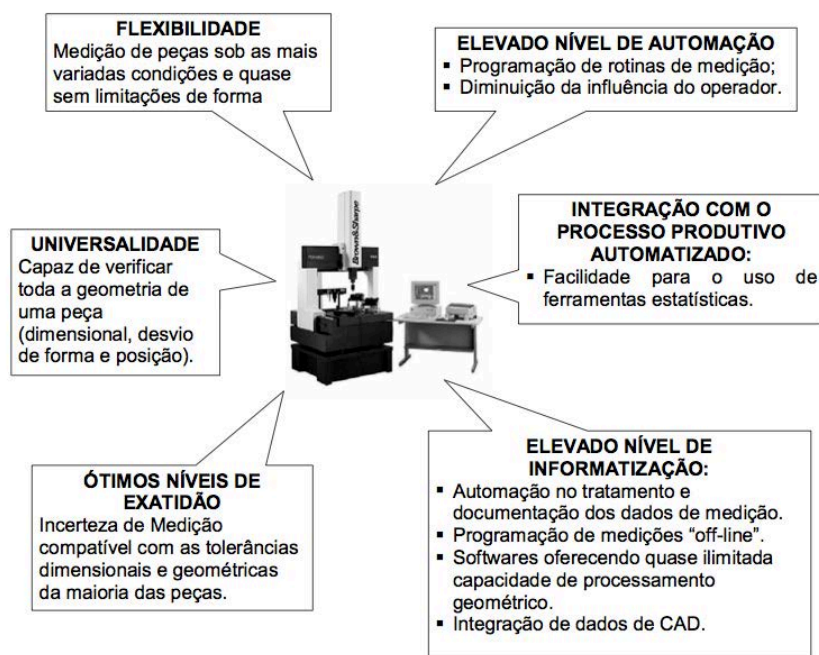 FLEXIBILIDADE
Medição de peças sob as mais
variadas condições e quase
sem limitações de forma
ELEVADO NÍVEL DE AUTOMAÇÃO
▪ Programação de rotinas de medição;
▪ Diminuição da influência do operador.
UNIVERSALIDADE
Capaz de verificar
toda a geometria de
uma peça
(dimensional, desvio
de forma e posição).
Brown&Sharpe
INTEGRAÇÃO COM O
PROCESSO PRODUTIVO
AUTOMATIZADO:
▪ Facilidade para o uso de
ferramentas estatísticas.
ÓTIMOS NÍVEIS DE
EXATIDÃO
Incerteza de Medição
compatível com as tolerâncias
dimensionais e geométricas
da maioria das peças.
ELEVADO NÍVEL DE
INFORMATIZAÇÃO:
▪ Automação no tratamento e
documentação dos dados de medição.
▪ Programação de medições “off-line”.
▪ Softwares oferecendo quase ilimitada
capacidade de processamento
geométrico.
▪ Integração de dados de CAD.